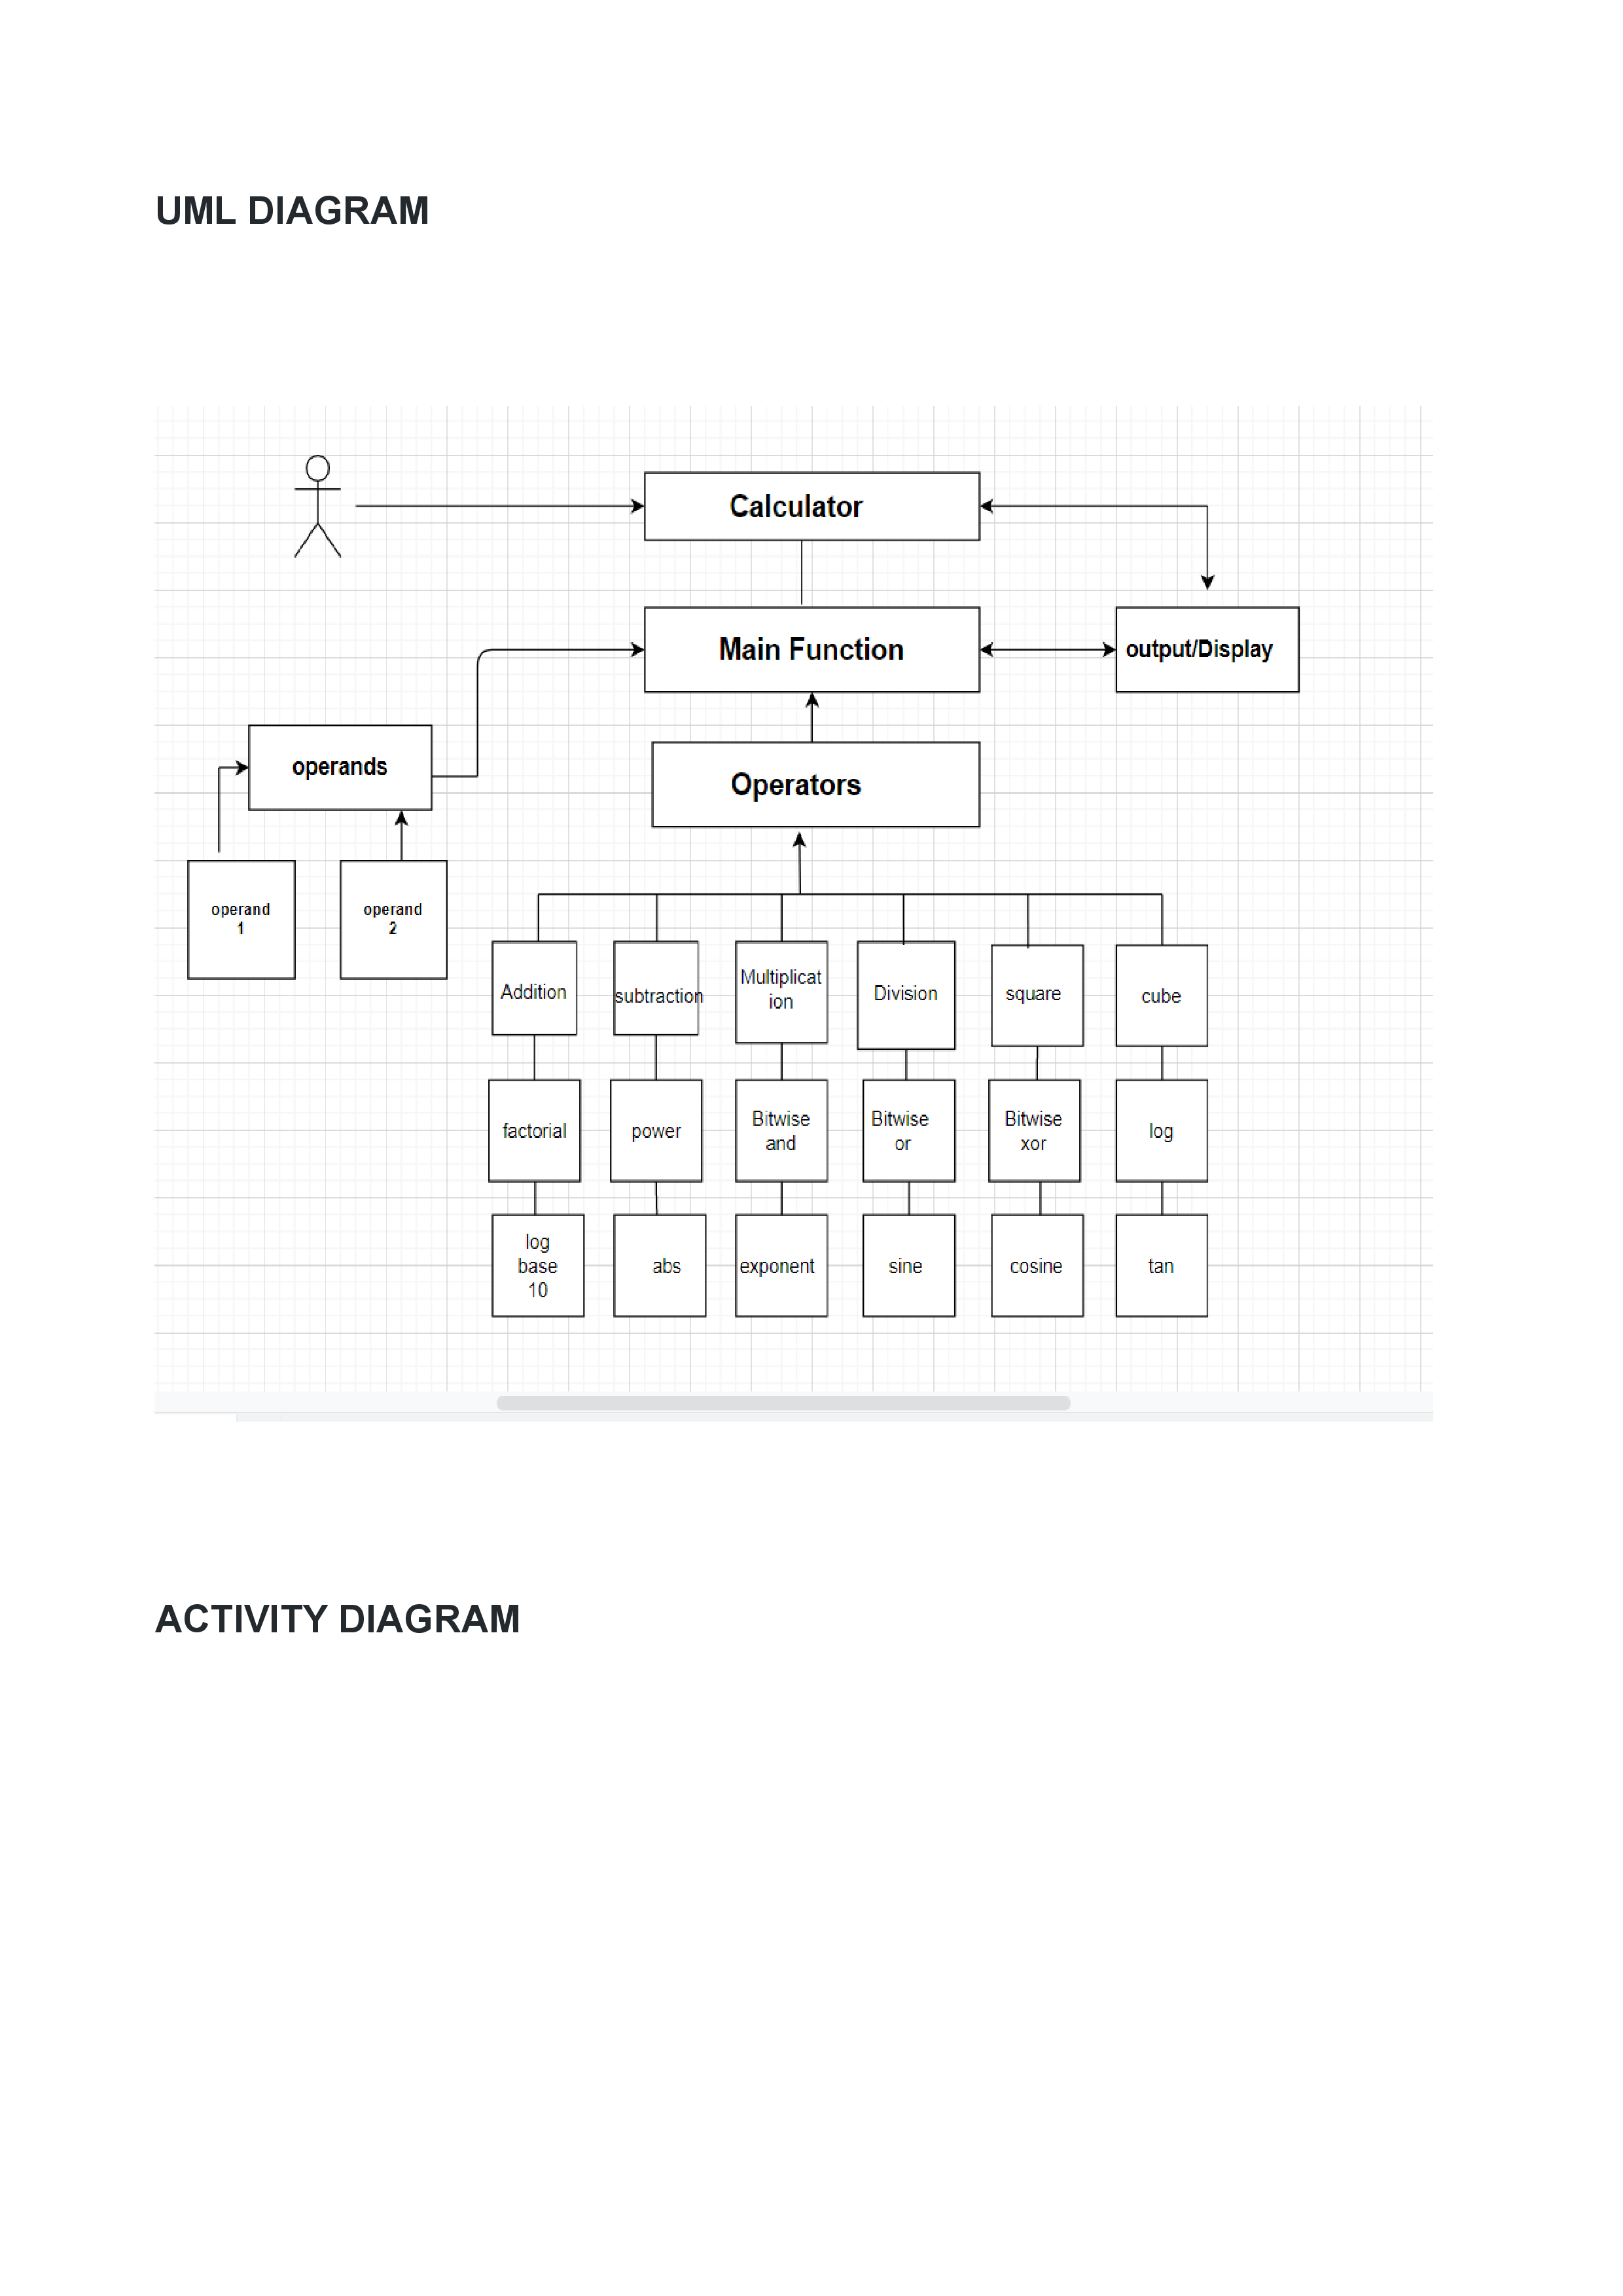 UML DIAGRAM
Calculator
Main Function
output/Display
operands
Operators
operand
1
operand
2
Addition
subtraction
Multiplicat
ion
Division
square
cube
factorial
power
Bitwise
and
Bitwise
or
Bitwise
xor
log
log
base
10
abs
exponent
sine
cosine
tan
ACTIVITY DIAGRAM